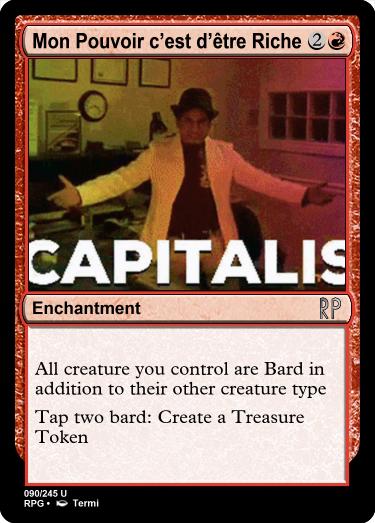 Mon Pouvoir c'est d'être Riche 2
CAPITALIS
Enchantment RP
All creature you control are Bard in
addition to their other creature type
Tap two bard: Create a Treasure
Token
090/245 U
RPG • Termi